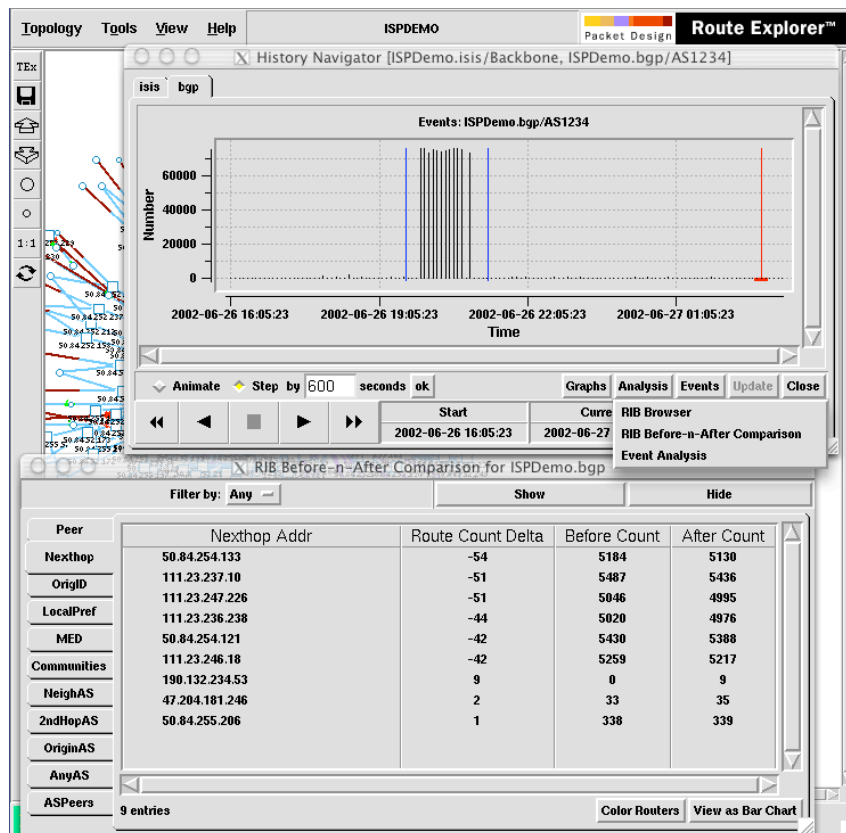 Topology Tools View Help ISPDEMO Packet Design Route Explorer™
History Navigator [ISPDemo.isis/Backbone, ISPDemo.bgp/AS1234]
TEx
1:1
isis bgp
Events: ISPDemo.bgp/AS1234
Number
60000
40000
20000
0
2002-06-26 16:05:23 2002-06-26 19:05:23 2002-06-26 22:05:23 2002-06-27 01:05:23
Time
Animate Step by 600 seconds ok Graphs Analysis Events Update Close
Start Curre
2002-06-26 16:05:23 2002-06-27
RIB Browser
RIB Before-n-After Comparison
Event Analysis
RIB Before-n-After Comparison for ISPDemo.bgp
Filter by: Any Show Hide
Peer
Nexthop
OrigID
LocalPref
MED
Communities
NeighAS
2ndHopAS
OriginAS
AnyAS
ASPeers
Nexthop Addr Route Count Delta Before Count After Count
50.84.254.133 -54 5184 5130
111.23.237.10 -51 5487 5436
111.23.247.226 -51 5046 4995
111.23.236.238 -44 5020 4976
50.84.254.121 -42 5430 5388
111.23.246.18 -42 5259 5217
190.132.234.53 9 0 9
47.204.181.246 2 33 35
50.84.255.206 1 338 339
9 entries Color Routers View as Bar Chart